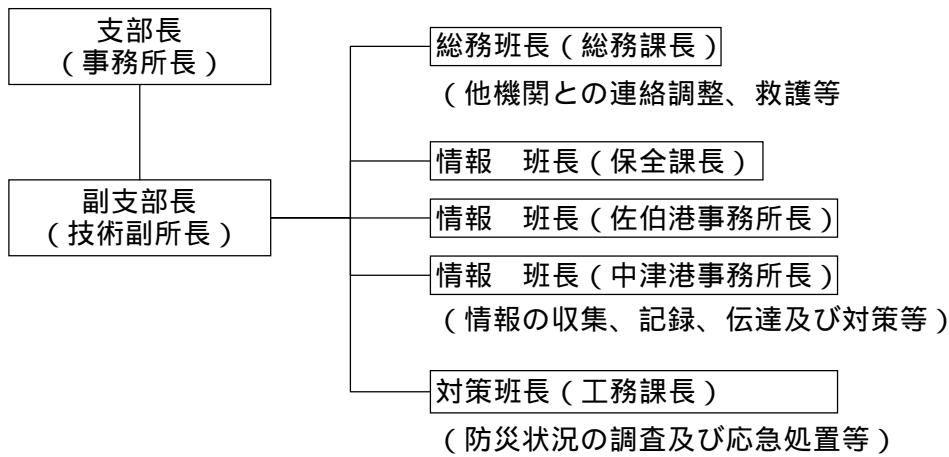 支部長
（事務所長）
副支部長
（技術副所長）
総務班長（総務課長）
（他機関との連絡調整、救護等
情報　班長（保全課長）
情報　班長（佐伯港事務所長）
情報　班長（中津港事務所長）
（情報の収集、記録、伝達及び対策等）
対策班長（工務課長）
（防災状況の調査及び応急処置等）